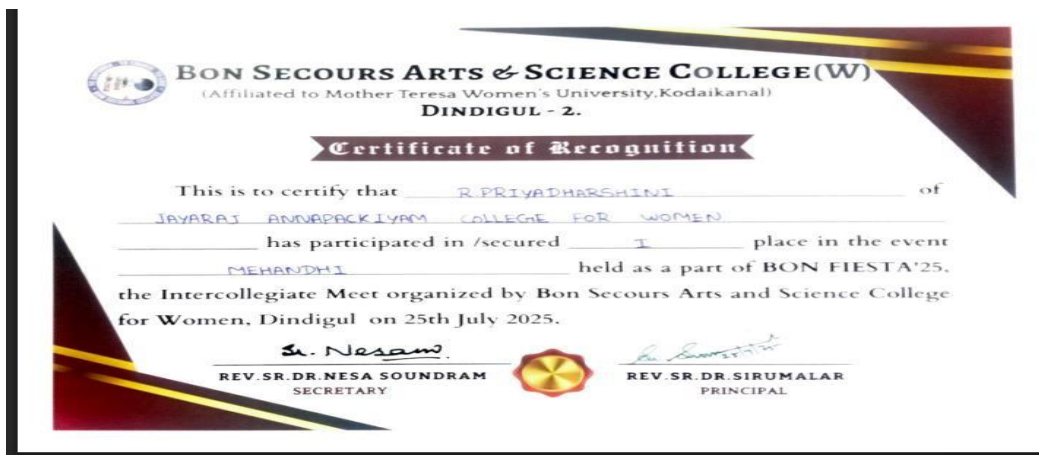 BON SECOURS ARTS & SCIENCE COLLEGE(W)
(Affiliated to Mother Teresa Women's University,Kodaikanal)
DINDIGUL - 2.
Certificate of Recognition
This is to certify that R.PRIYADHARSHINI of
JAYARAJ ANNAPACKIYAM COLLEGE FOR WOMEN
has participated in /secured I place in the event
MEHANDHI held as a part of BON FIESTA'25,
the Intercollegiate Meet organized by Bon Secours Arts and Science College
for Women, Dindigul on 25th July 2025.
Sr. Nesam
REV.SR.DR.NESA SOUNDRAM REV.SR.DR.SIRUMALAR
SECRETARY PRINCIPAL